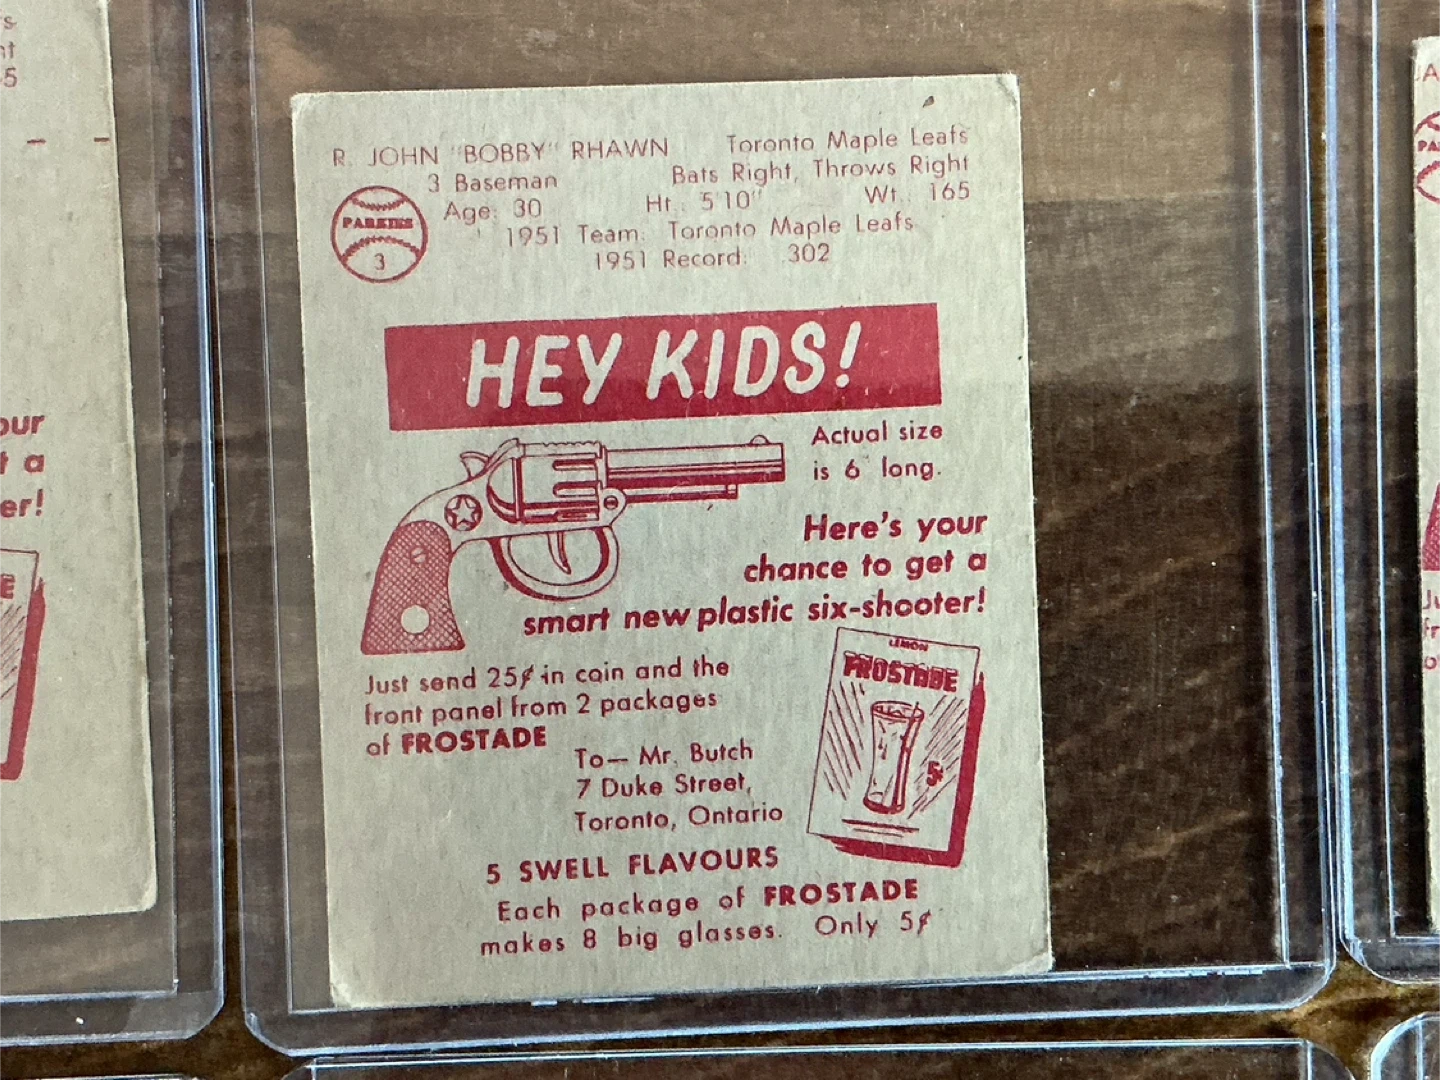 R. JOHN "BOBBY" RHAWN Toronto Maple Leafs
3 Baseman Bats Right, Throws Right
Age: 30 Ht.: 5'10" Wt.: 165
1951 Team: Toronto Maple Leafs
1951 Record: .302
PARKIES
3
HEY KIDS!
Actual size
is 6" long.
Here's your
chance to get a
smart new plastic six-shooter!
Just send 25¢ in coin and the
front panel from 2 packages
of FROSTADE
To— Mr. Butch
7 Duke Street,
Toronto, Ontario
LEMON
FROSTADE
5¢
5 SWELL FLAVOURS
Each package of FROSTADE
makes 8 big glasses. Only 5¢
our
t a
er!